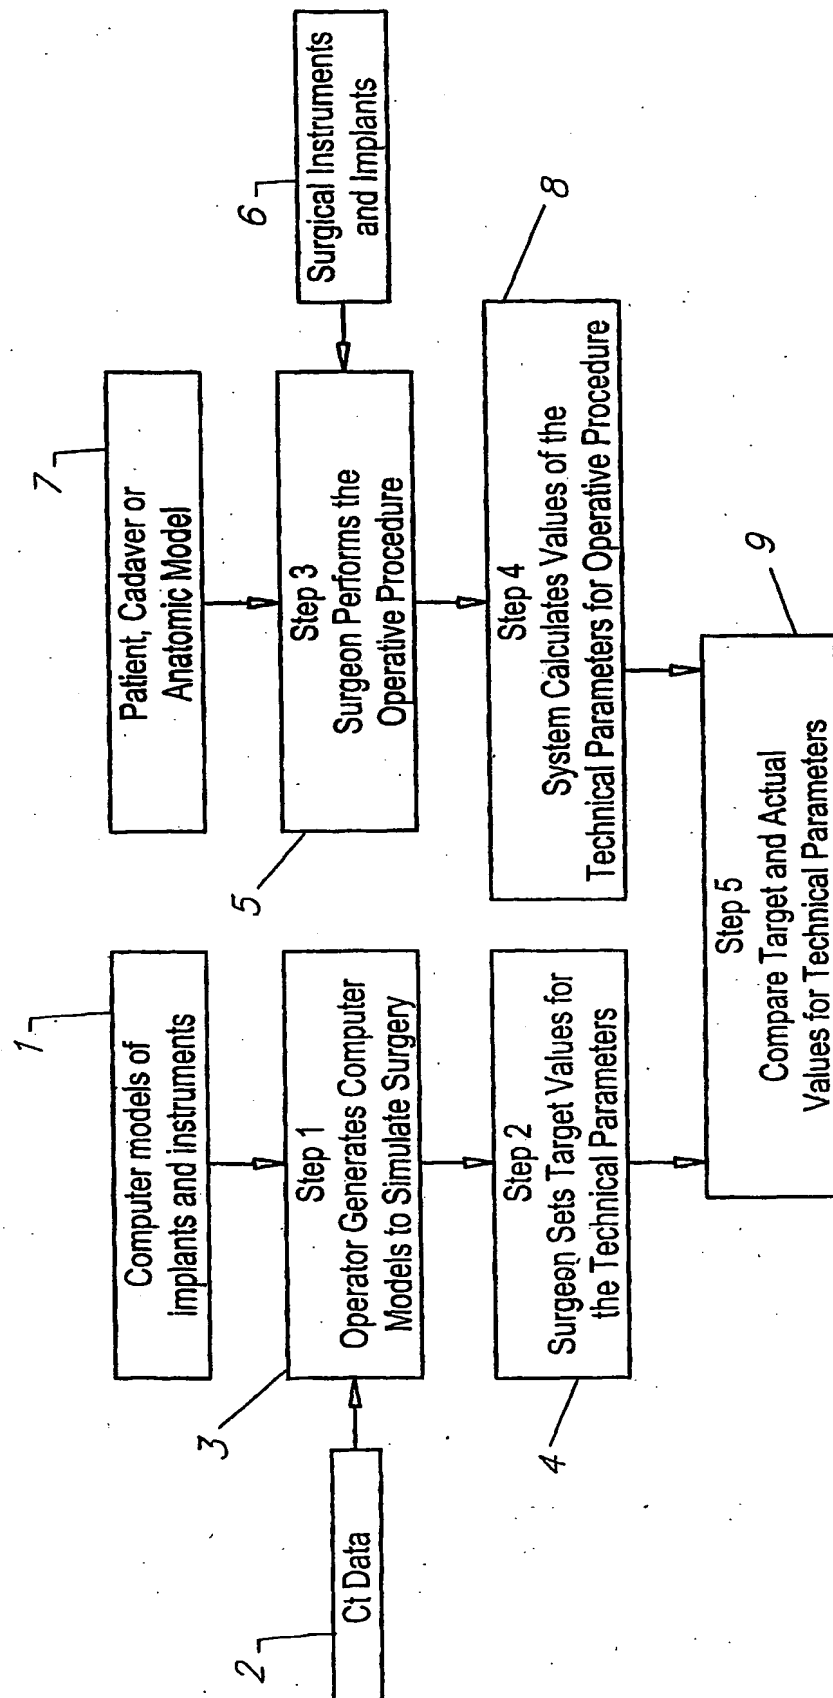 1
Computer models of
implants and instruments
2
Ct Data
3
Step 1
Operator Generates Computer
Models to Simulate Surgery
4
Step 2
Surgeon Sets Target Values for
the Technical Parameters
7
Patient, Cadaver or
Anatomic Model
6
Surgical Instruments
and Implants
5
Step 3
Surgeon Performs the
Operative Procedure
8
Step 4
System Calculates Values of the
Technical Parameters for Operative Procedure
9
Step 5
Compare Target and Actual
Values for Technical Parameters